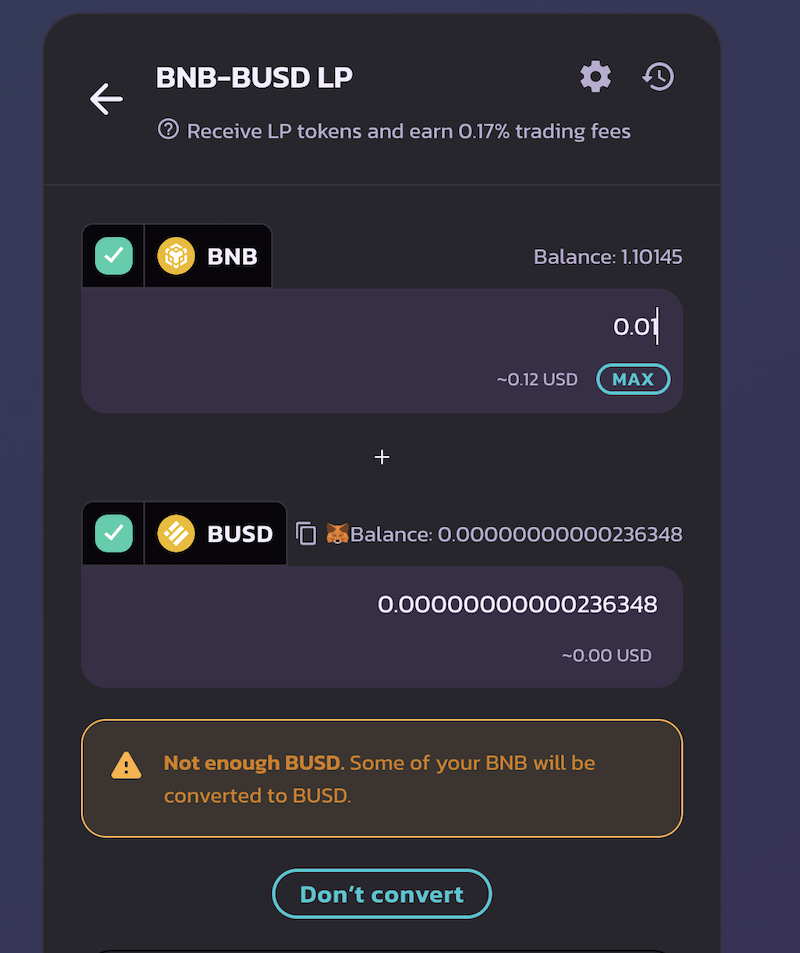 BNB-BUSD LP
Receive LP tokens and earn 0.17% trading fees
BNB
Balance: 1.10145
0.01
~0.12 USD
MAX
+
BUSD
Balance: 0.00000000000236348
0.00000000000236348
~0.00 USD
Not enough BUSD. Some of your BNB will be
converted to BUSD.
Don’t convert